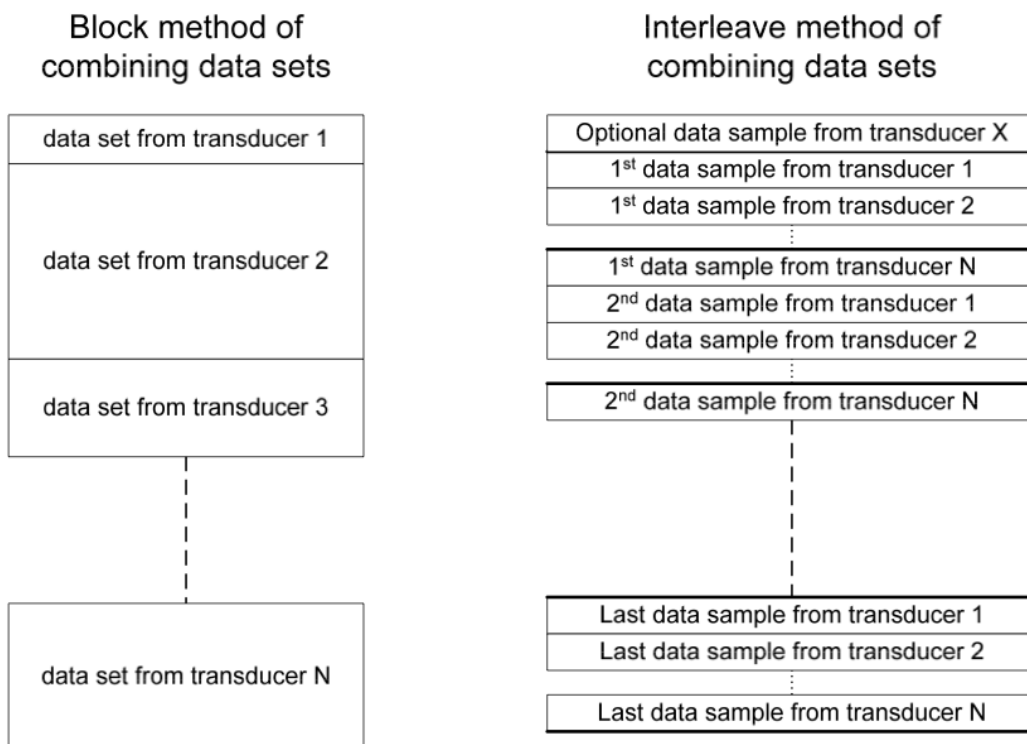 Block method of
combining data sets
data set from transducer 1
data set from transducer 2
data set from transducer 3
data set from transducer N
Interleave method of
combining data sets
Optional data sample from transducer X
1st data sample from transducer 1
1st data sample from transducer 2
1st data sample from transducer N
2nd data sample from transducer 1
2nd data sample from transducer 2
2nd data sample from transducer N
Last data sample from transducer 1
Last data sample from transducer 2
Last data sample from transducer N